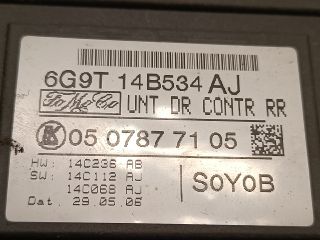 6G9T 14B534 AJ
FoMoCo UNT DR CONTR RR
K 05 0787 71 05
HW: 14C236 AB
SW: 14C112 AJ
14C068 AJ
Dat. 29.05.06
S0Y0B